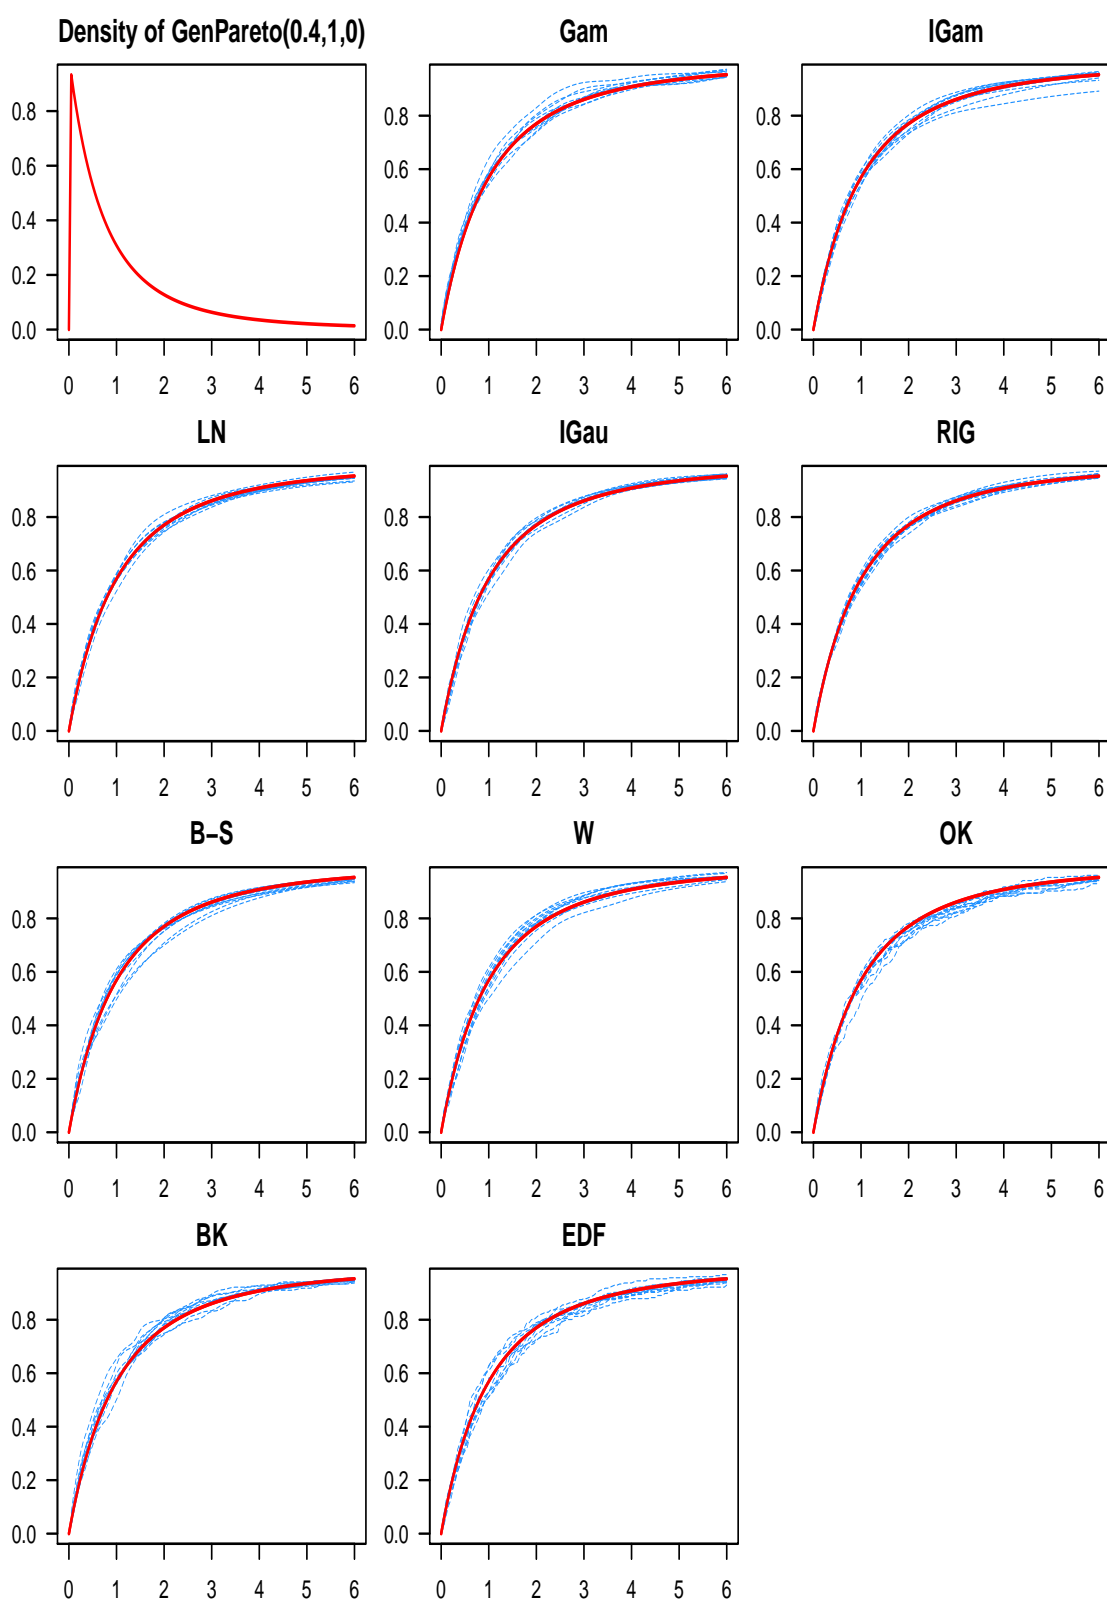 Density of GenPareto(0.4,1,0) Gam IGam
0.8 0.8 0.8
0.6 0.6 0.6
0.4 0.4 0.4
0.2 0.2 0.2
0.0 0.0 0.0
0 1 2 3 4 5 6 0 1 2 3 4 5 6 0 1 2 3 4 5 6
LN IGau RIG
0.8 0.8 0.8
0.6 0.6 0.6
0.4 0.4 0.4
0.2 0.2 0.2
0.0 0.0 0.0
0 1 2 3 4 5 6 0 1 2 3 4 5 6 0 1 2 3 4 5 6
B−S W OK
0.8 0.8 0.8
0.6 0.6 0.6
0.4 0.4 0.4
0.2 0.2 0.2
0.0 0.0 0.0
0 1 2 3 4 5 6 0 1 2 3 4 5 6 0 1 2 3 4 5 6
BK EDF
0.8 0.8
0.6 0.6
0.4 0.4
0.2 0.2
0.0 0.0
0 1 2 3 4 5 6 0 1 2 3 4 5 6